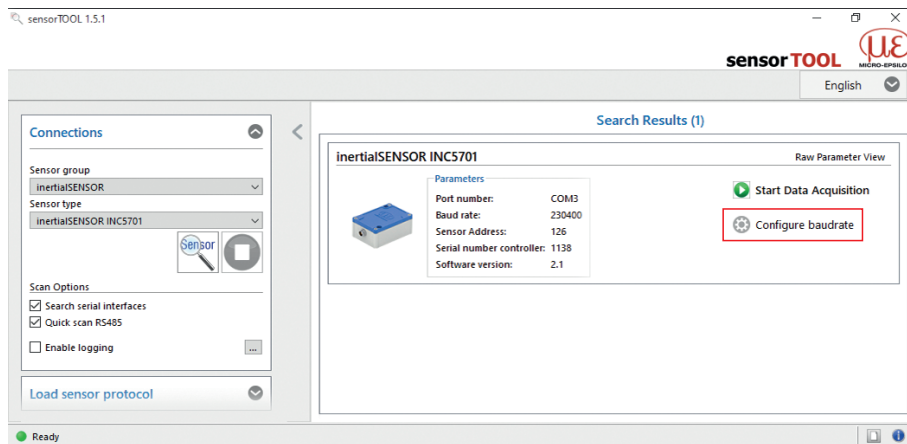 sensorTOOL 1.5.1
sensorTOOL
με
MICRO-EPSILO
English
Connections
Sensor group
inertialSENSOR
Sensor type
inertialSENSOR INC5701
Sensor
Scan Options
Search serial interfaces
Quick scan RS485
Enable logging
...
Load sensor protocol
Search Results (1)
inertialSENSOR INC5701
Raw Parameter View
Parameters
Port number: COM3
Baud rate: 230400
Sensor Address: 126
Serial number controller: 1138
Software version: 2.1
Start Data Acquisition
Configure baudrate
Ready